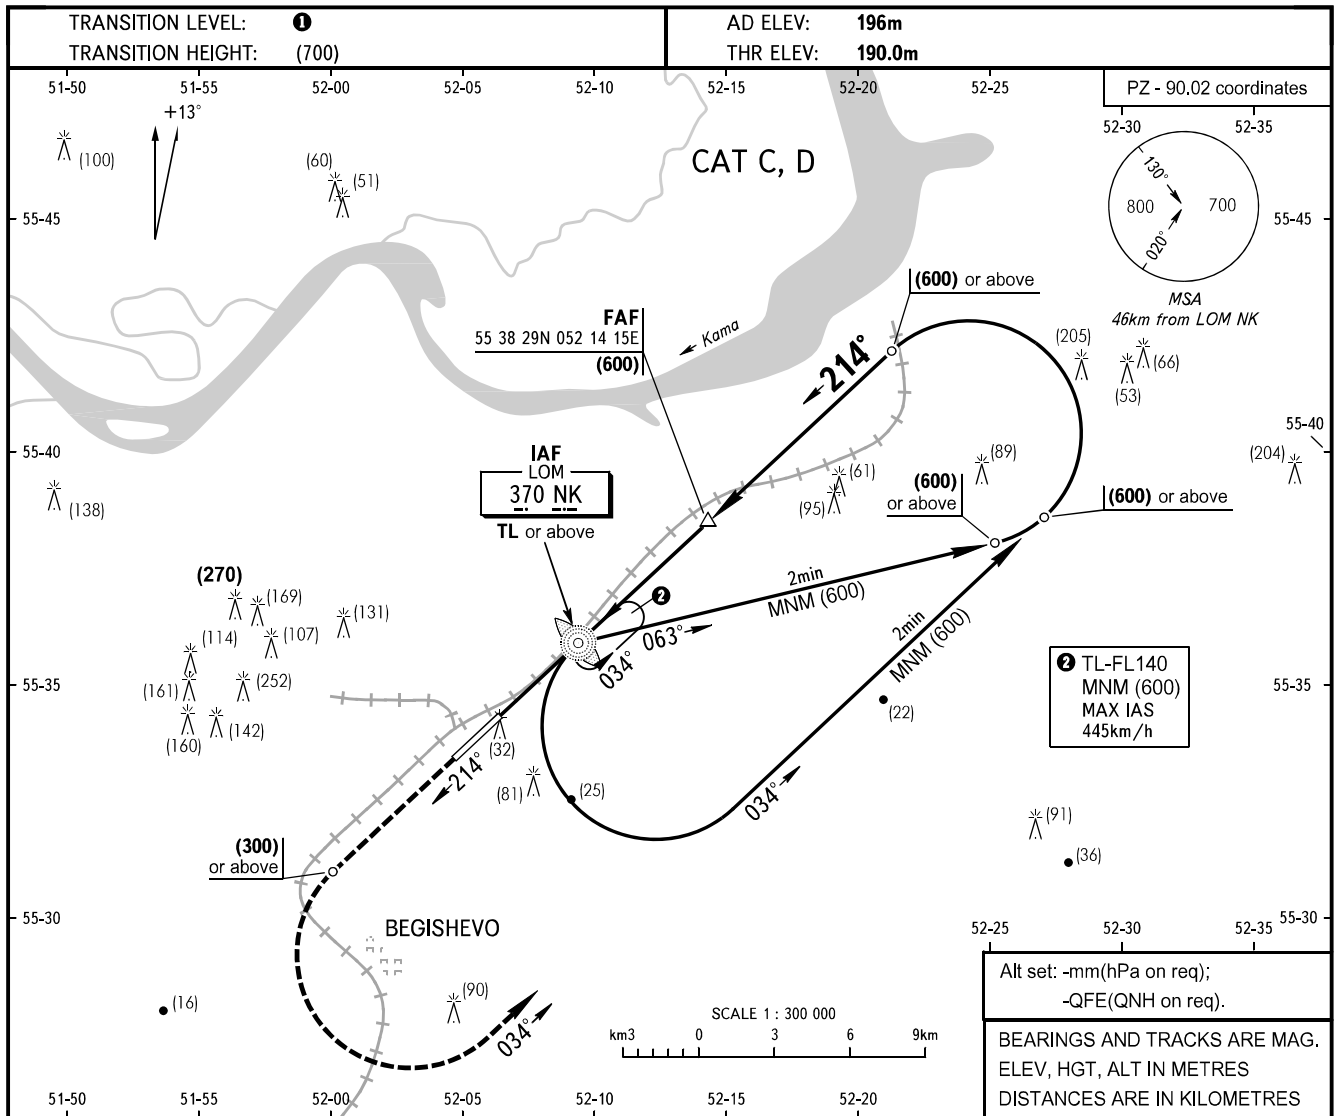 TRANSITION LEVEL: ❶
TRANSITION HEIGHT: (700)
AD ELEV: 196m
THR ELEV: 190.0m
51-50 51-55 52-00 52-05 52-10 52-15 52-20 52-25
PZ - 90.02 coordinates
52-30 52-35
+13°
(100)
(60)
(51)
CAT C, D
130°
800 700
020°
MSA
46km from LOM NK
55-45
55-45
(600) or above
FAF
55 38 29N 052 14 15E
(600)
Kama
214°
(205)
(66)
(53)
55-40
55-40
(204)
(138)
IAF
LOM
370 NK
TL or above
(61)
(95)
(89)
(600)
or above
(600) or above
(270)
(169)
(131)
(114)
(107)
(161)
(252)
(160)
(142)
❷
2min
MNM (600)
063°
034°
2min
MNM (600)
❷ TL-FL140
MNM (600)
MAX IAS
445km/h
55-35
55-35
(22)
(32)
214°
(81)
(25)
034°
(91)
(36)
(300)
or above
55-30
BEGISHEVO
52-25 52-30 52-35 55-30
(16)
(90)
034°
SCALE 1 : 300 000
km3 0 3 6 9km
Alt set: -mm(hPa on req);
-QFE(QNH on req).
BEARINGS AND TRACKS ARE MAG.
ELEV, HGT, ALT IN METRES
DISTANCES ARE IN KILOMETRES
51-50 51-55 52-00 52-05 52-10 52-15 52-20